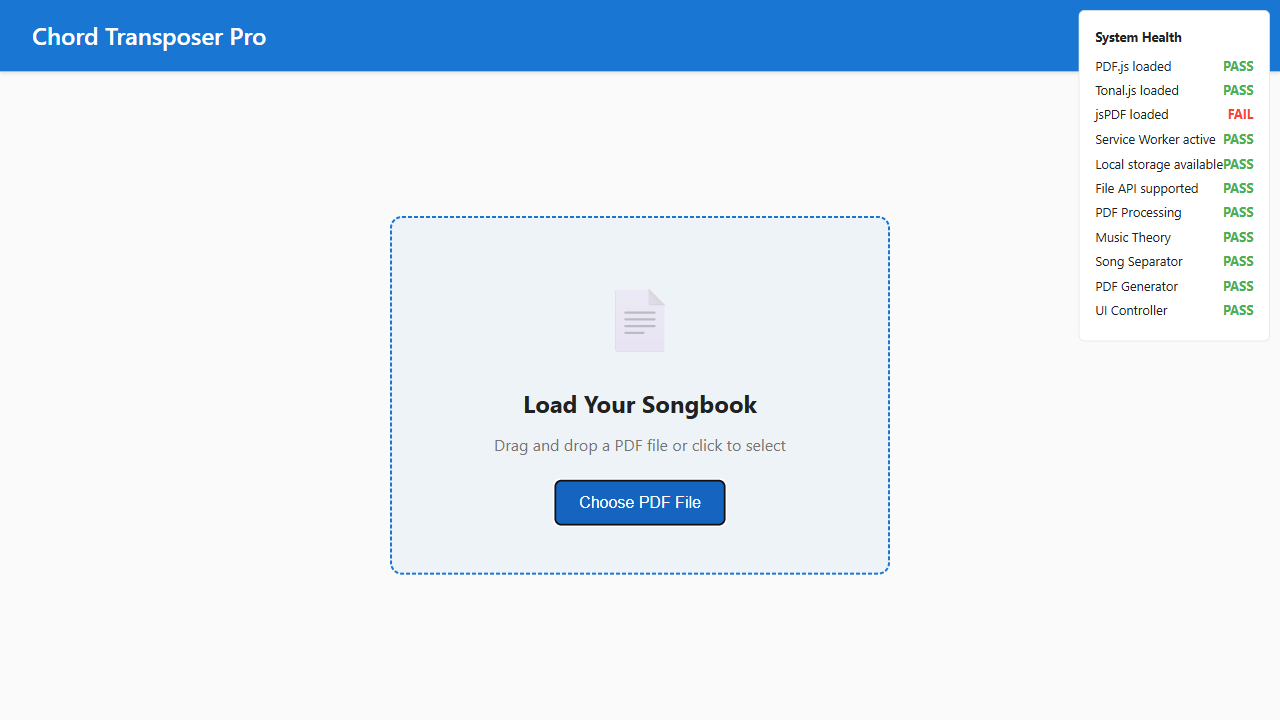 Chord Transposer Pro
System Health
PDF.js loaded PASS
Tonal.js loaded PASS
jsPDF loaded FAIL
Service Worker active PASS
Local storage available PASS
File API supported PASS
PDF Processing PASS
Music Theory PASS
Song Separator PASS
PDF Generator PASS
UI Controller PASS
Load Your Songbook
Drag and drop a PDF file or click to select
Choose PDF File